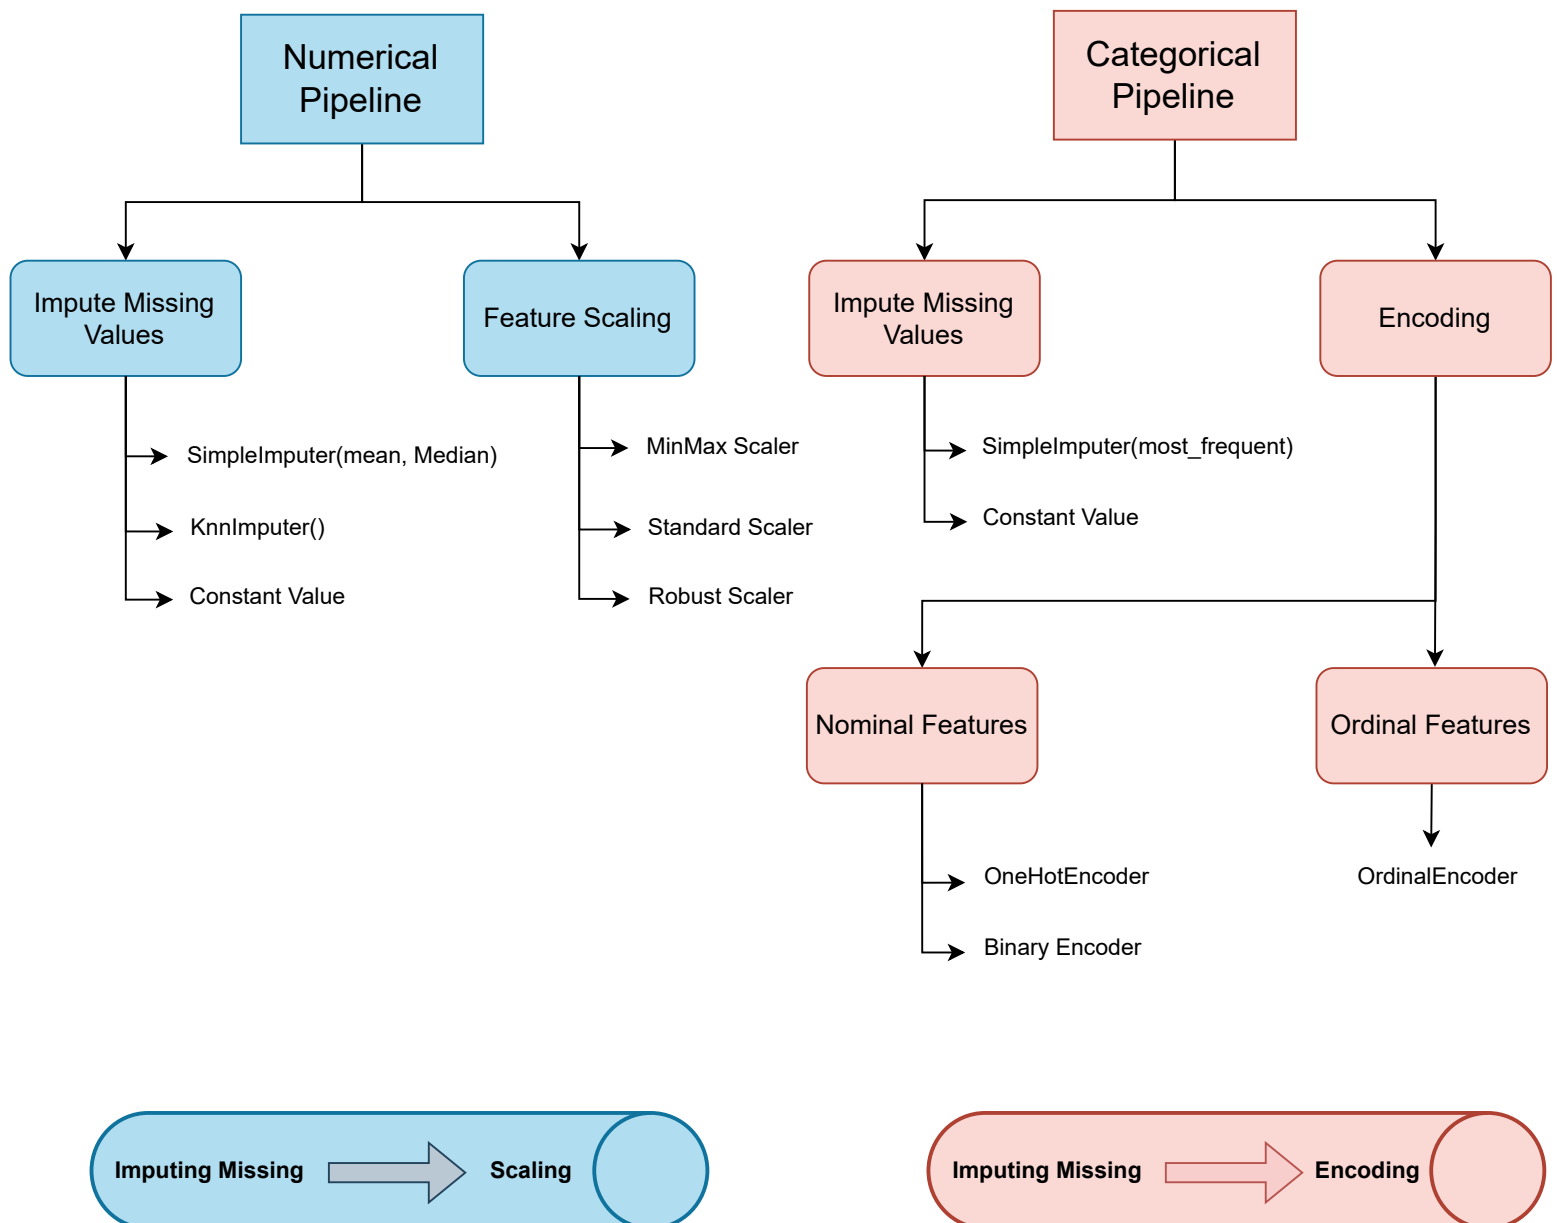 Numerical
Pipeline
Categorical
Pipeline
Impute Missing
Values
Feature Scaling
Impute Missing
Values
Encoding
SimpleImputer(mean, Median)
KnnImputer()
Constant Value
MinMax Scaler
Standard Scaler
Robust Scaler
SimpleImputer(most_frequent)
Constant Value
Nominal Features
Ordinal Features
OneHotEncoder
Binary Encoder
OrdinalEncoder
Imputing Missing
Scaling
Imputing Missing
Encoding